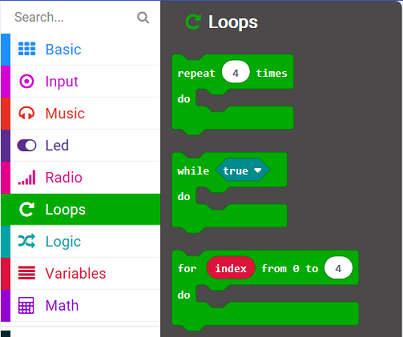 Search...
Basic
Input
Music
Led
Radio
Loops
Logic
Variables
Math
Loops
repeat 4 times
do
while true
do
for index from 0 to 4
do